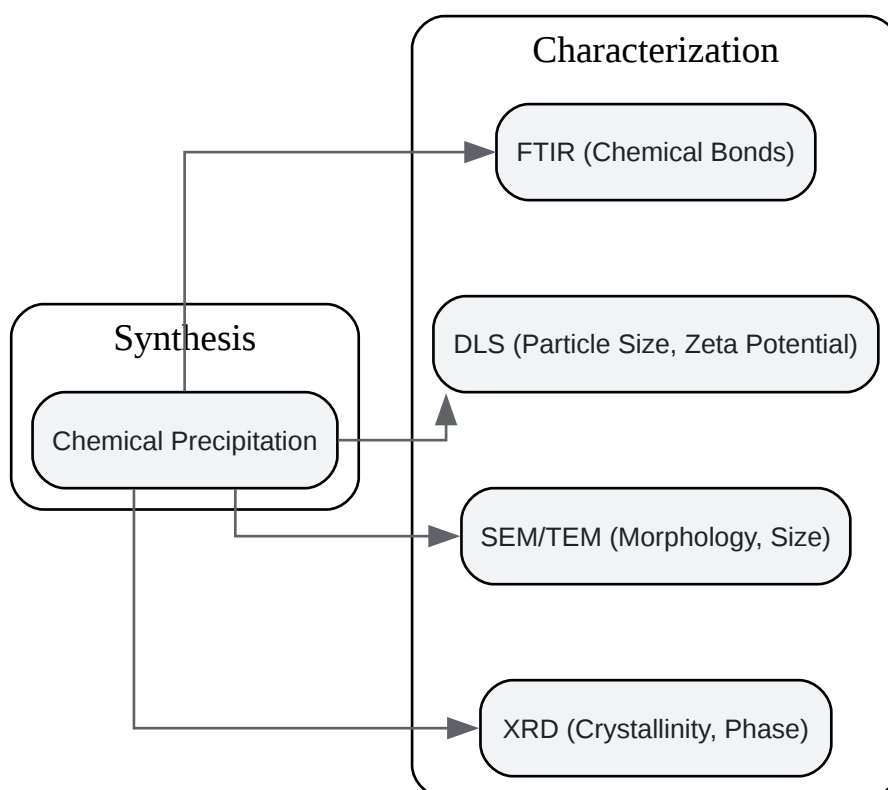 Characterization
FTIR (Chemical Bonds)
Synthesis
DLS (Particle Size, Zeta Potential)
Chemical Precipitation
SEM/TEM (Morphology, Size)
XRD (Crystallinity, Phase)